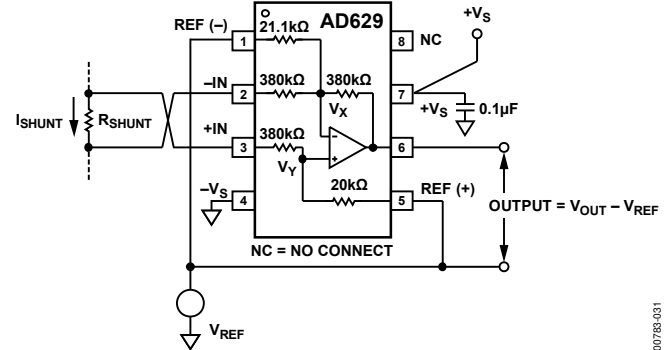 AD629
+VS
REF (–)
1
21.1kΩ
8
NC
–IN
2
380kΩ
380kΩ
7
+VS
0.1µF
ISHUNT
RSHUNT
VX
+IN
3
380kΩ
–
6
VY
+
20kΩ
–VS
4
5
REF (+)
OUTPUT = VOUT – VREF
NC = NO CONNECT
VREF
00783-031